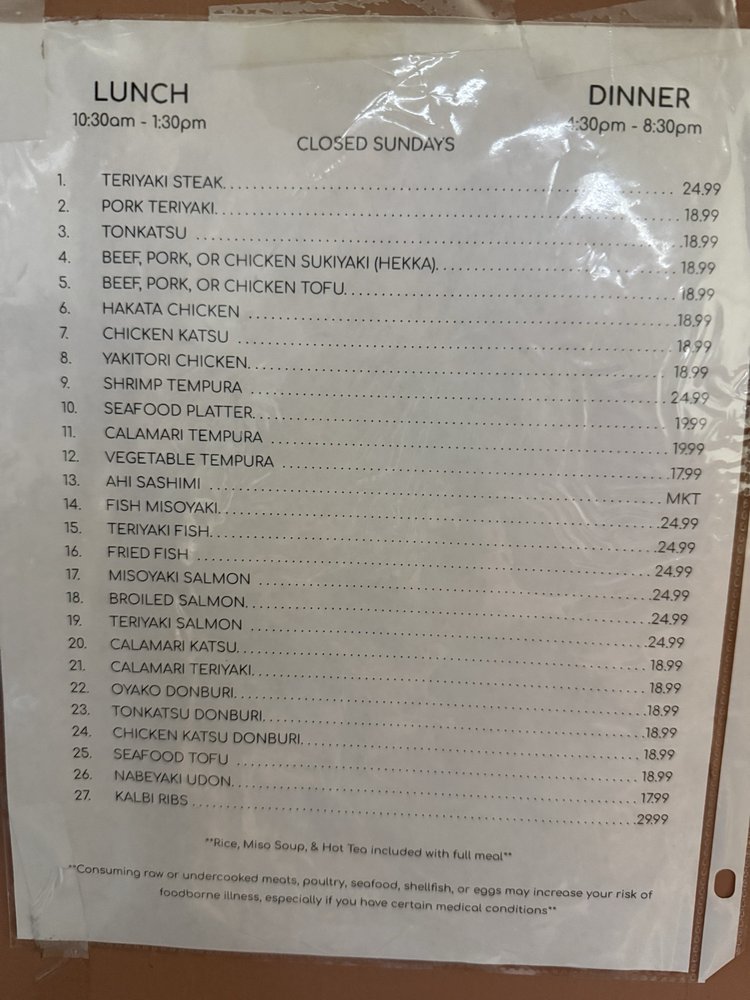 LUNCH
10:30am - 1:30pm
DINNER
4:30pm - 8:30pm
CLOSED SUNDAYS
1. TERIYAKI STEAK 24.99
2. PORK TERIYAKI 18.99
3. TONKATSU 18.99
4. BEEF, PORK, OR CHICKEN SUKIYAKI (HEKKA) 18.99
5. BEEF, PORK, OR CHICKEN TOFU 18.99
6. HAKATA CHICKEN 18.99
7. CHICKEN KATSU 18.99
8. YAKITORI CHICKEN 18.99
9. SHRIMP TEMPURA 24.99
10. SEAFOOD PLATTER 19.99
11. CALAMARI TEMPURA 19.99
12. VEGETABLE TEMPURA 17.99
13. AHI SASHIMI MKT
14. FISH MISOYAKI 24.99
15. TERIYAKI FISH 24.99
16. FRIED FISH 24.99
17. MISOYAKI SALMON 24.99
18. BROILED SALMON 24.99
19. TERIYAKI SALMON 24.99
20. CALAMARI KATSU 18.99
21. CALAMARI TERIYAKI 18.99
22. OYAKO DONBURI 18.99
23. TONKATSU DONBURI 18.99
24. CHICKEN KATSU DONBURI 18.99
25. SEAFOOD TOFU 18.99
26. NABEYAKI UDON 17.99
27. KALBI RIBS 29.99
**Rice, Miso Soup, & Hot Tea included with full meal**
**Consuming raw or undercooked meats, poultry, seafood, shellfish, or eggs may increase your risk of
foodborne illness, especially if you have certain medical conditions**